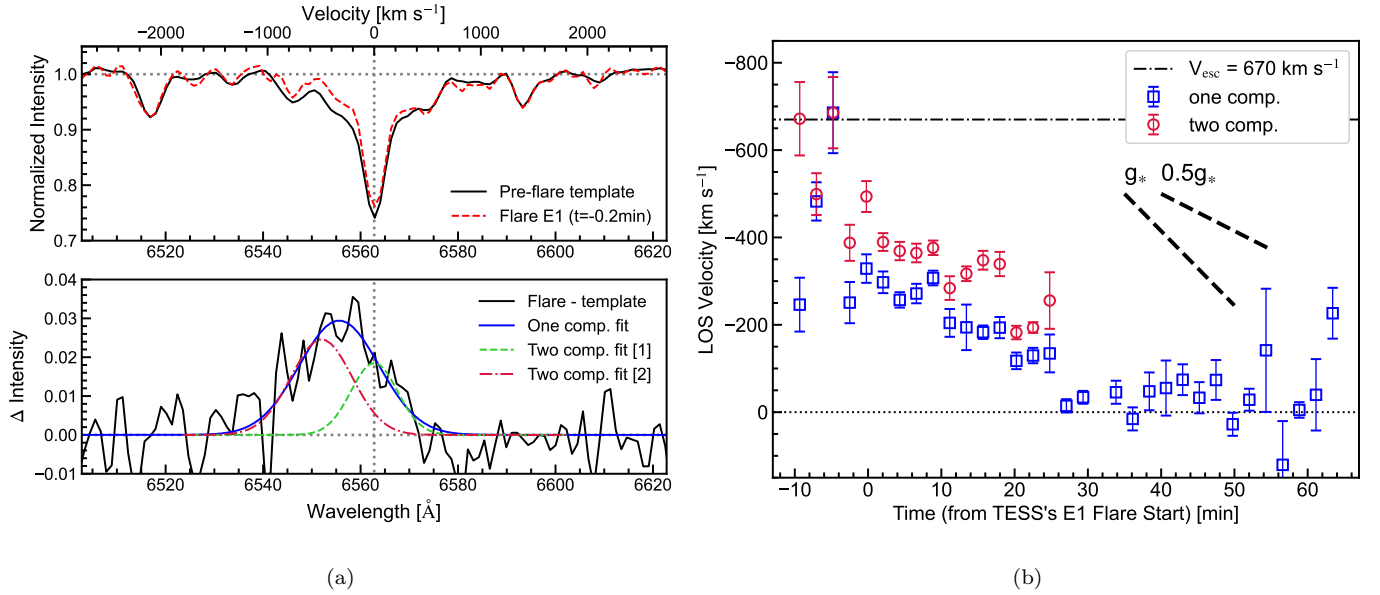 Velocity [km s⁻¹]
−2000 −1000 0 1000 2000
1.0
0.9
0.8
0.7
Normalized Intensity
Pre-flare template
Flare E1 (t=-0.2min)
6520 6540 6560 6580 6600 6620
0.04
0.03
0.02
0.01
0.00
−0.01
Δ Intensity
Flare - template
One comp. fit
Two comp. fit [1]
Two comp. fit [2]
6520 6540 6560 6580 6600 6620
Wavelength [Å]
(a)
−800
−600
−400
−200
0
LOS Velocity [km s⁻¹]
V_esc = 670 km s⁻¹
one comp.
two comp.
g* 0.5g*
−10 0 10 20 30 40 50 60
Time (from TESS's E1 Flare Start) [min]
(b)